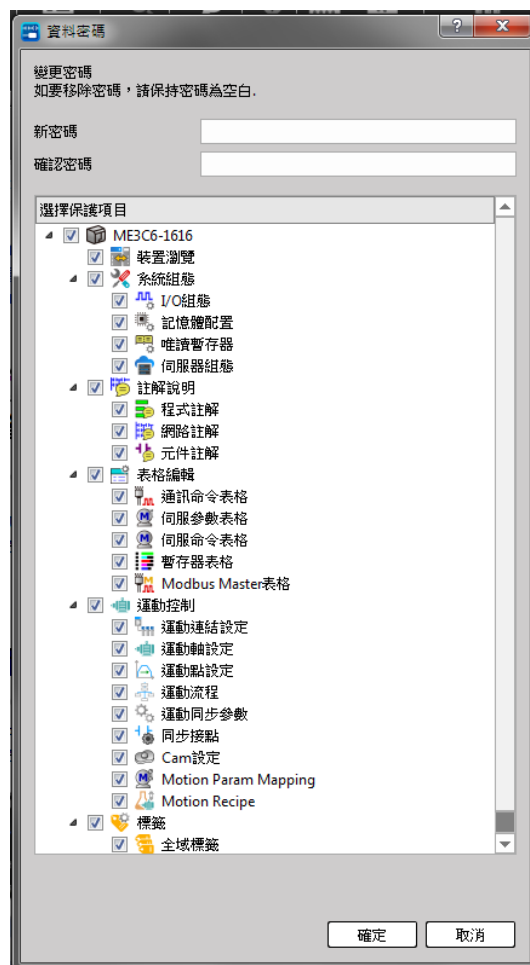 資料密碼
變更密碼
如要移除密碼，請保持密碼為空白.
新密碼
確認密碼
選擇保護項目
ME3C6-1616
裝置瀏覽
系統組態
I/O組態
記憶體配置
唯讀暫存器
伺服器組態
註解說明
程式註解
網路註解
元件註解
表格編輯
通訊命令表格
伺服參數表格
伺服命令表格
暫存器表格
Modbus Master表格
運動控制
運動連結設定
運動軸設定
運動點設定
運動流程
運動同步參數
同步接點
Cam設定
Motion Param Mapping
Motion Recipe
標籤
全域標籤
確定
取消